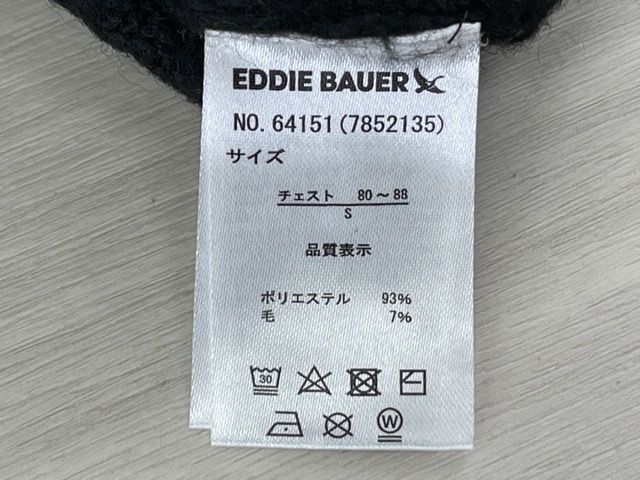 EDDIE BAUER
NO. 64151(7852135)
サイズ
チェスト 80～88
S
品質表示
ポリエステル 93%
毛 7%
30
W